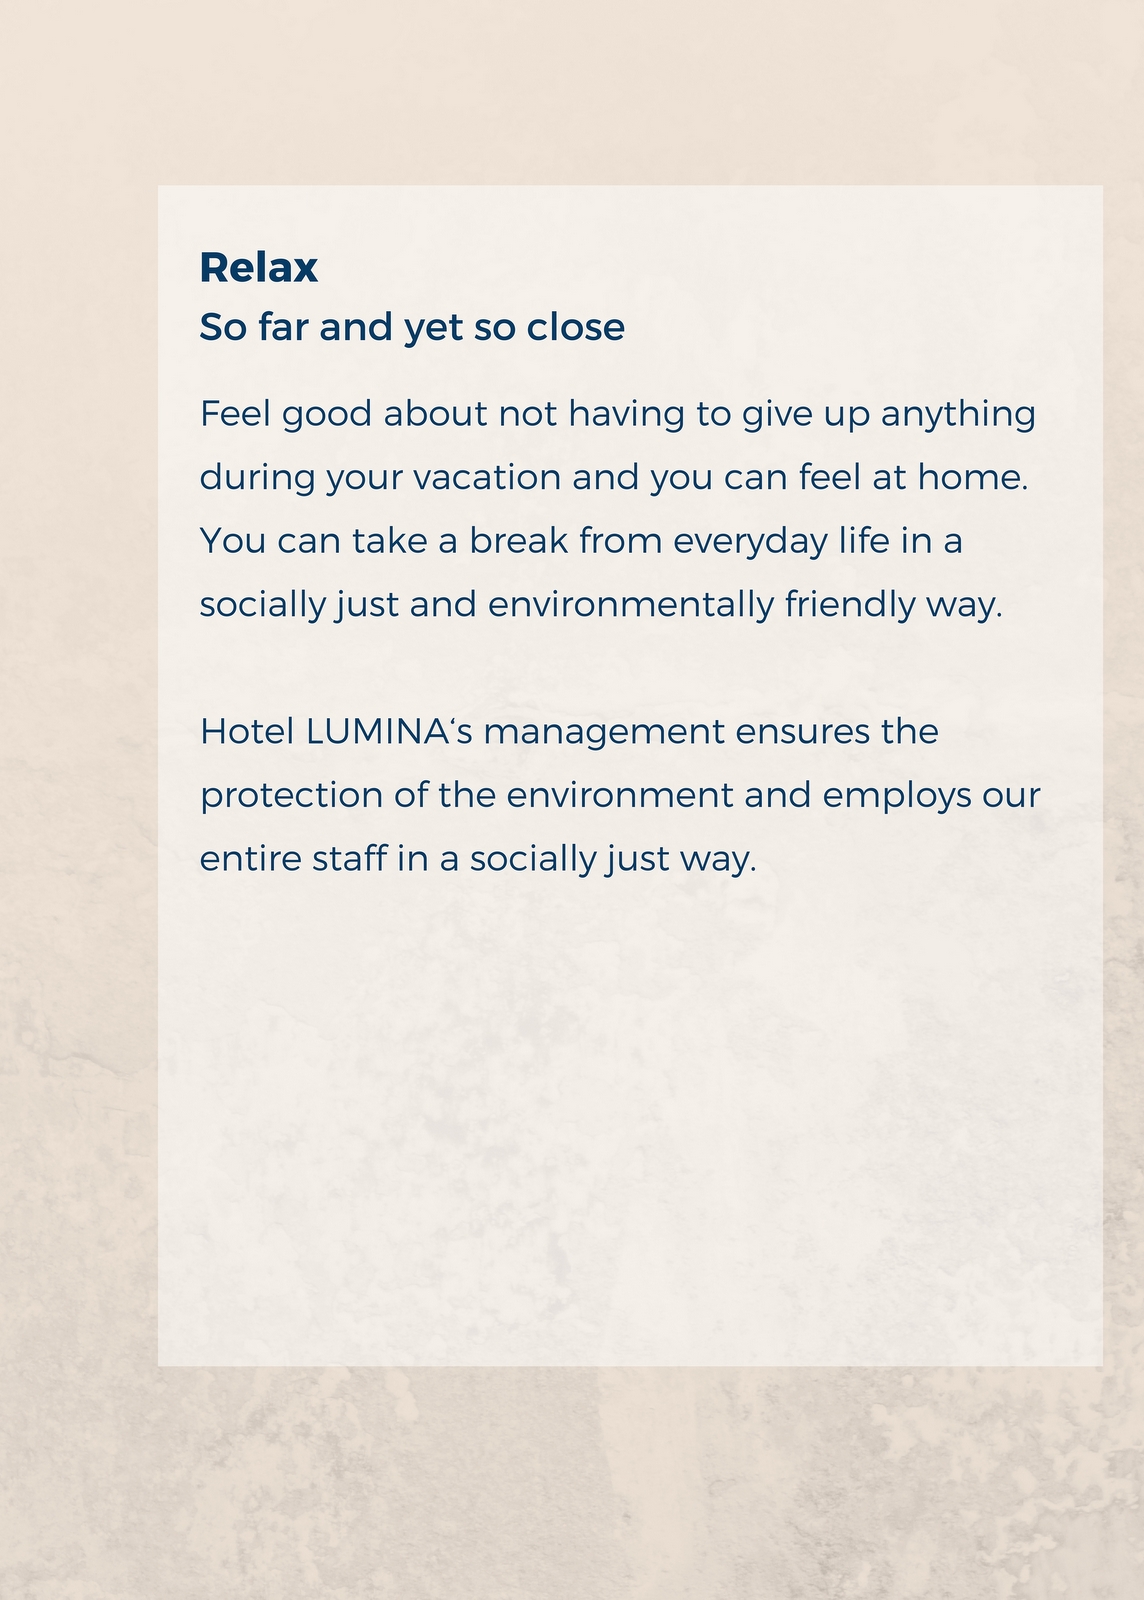 Relax
So far and yet so close
Feel good about not having to give up anything
during your vacation and you can feel at home.
You can take a break from everyday life in a
socially just and environmentally friendly way.
Hotel LUMINA‘s management ensures the
protection of the environment and employs our
entire staff in a socially just way.